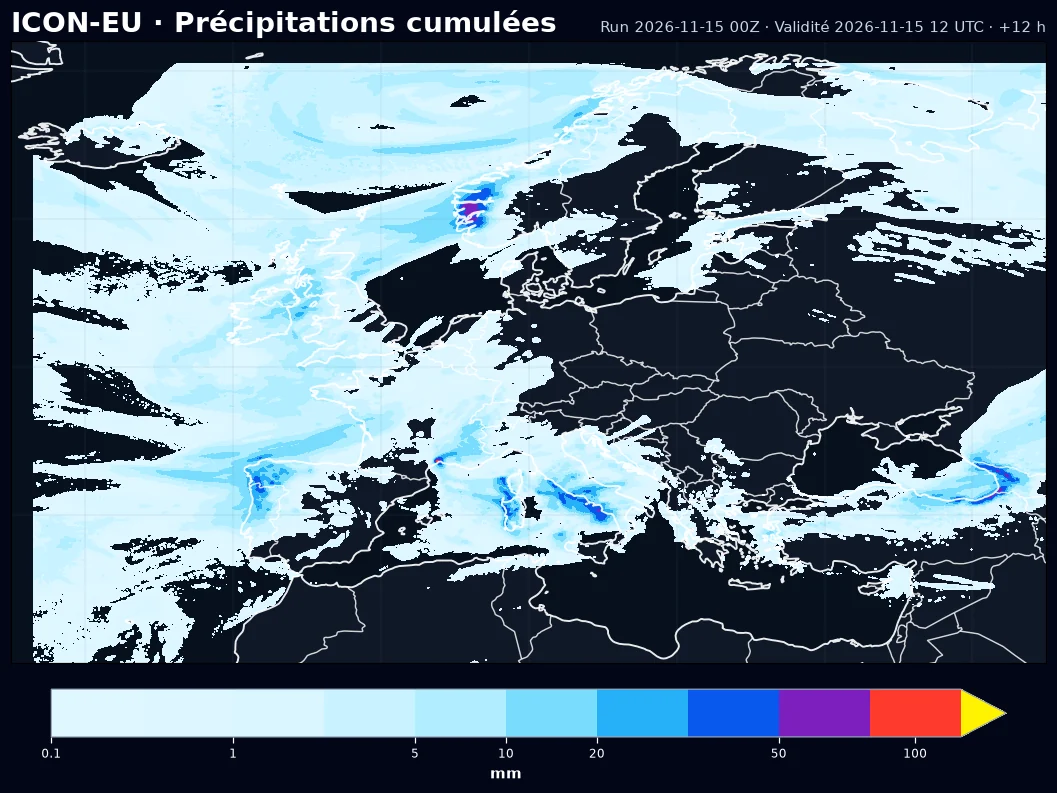 ICON-EU · Précipitations cumulées
Run 2026-11-15 00Z · Validité 2026-11-15 12 UTC · +12 h
0.1 1 5 10 20 50 100
mm